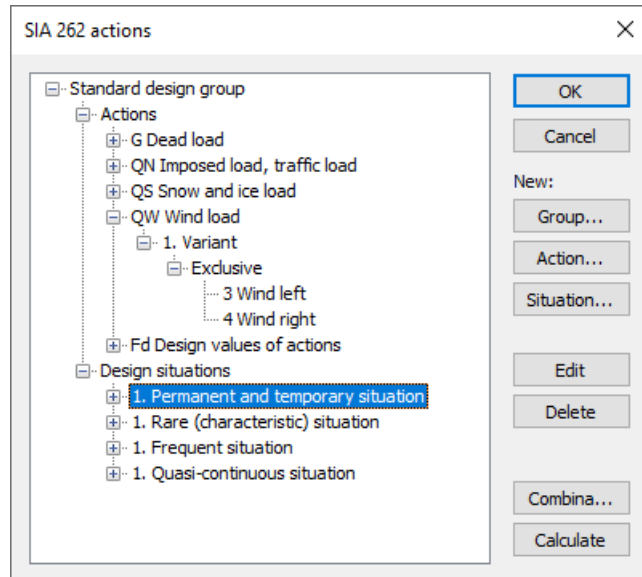 SIA 262 actions
Standard design group
Actions
G Dead load
QN Imposed load, traffic load
QS Snow and ice load
QW Wind load
1. Variant
Exclusive
3 Wind left
4 Wind right
Fd Design values of actions
Design situations
1. Permanent and temporary situation
1. Rare (characteristic) situation
1. Frequent situation
1. Quasi-continuous situation
OK
Cancel
New:
Group...
Action...
Situation...
Edit
Delete
Combina...
Calculate